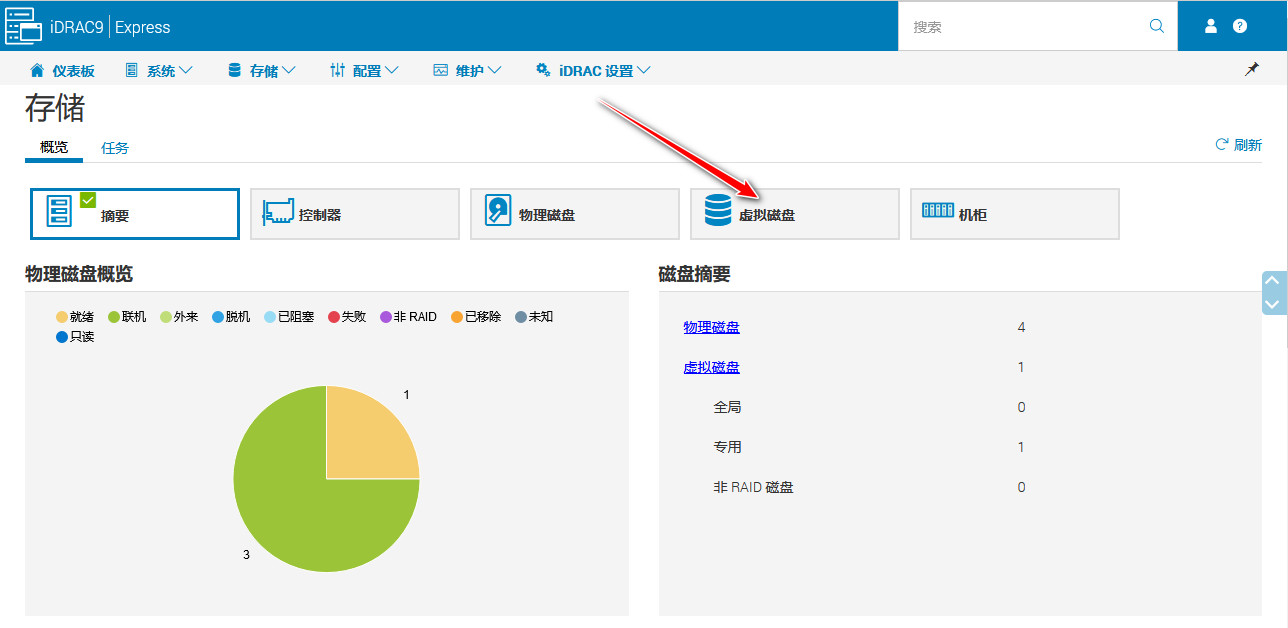 iDRAC9 | Express
搜索
仪表板 系统 存储 配置 维护 iDRAC 设置
存储
概览 任务
刷新
摘要 控制器 物理磁盘 虚拟磁盘 机柜
物理磁盘概览
就绪 联机 外来 脱机 已阻塞 失败 非 RAID 已移除 未知
只读
1
3
磁盘摘要
物理磁盘 4
虚拟磁盘 1
全局 0
专用 1
非 RAID 磁盘 0